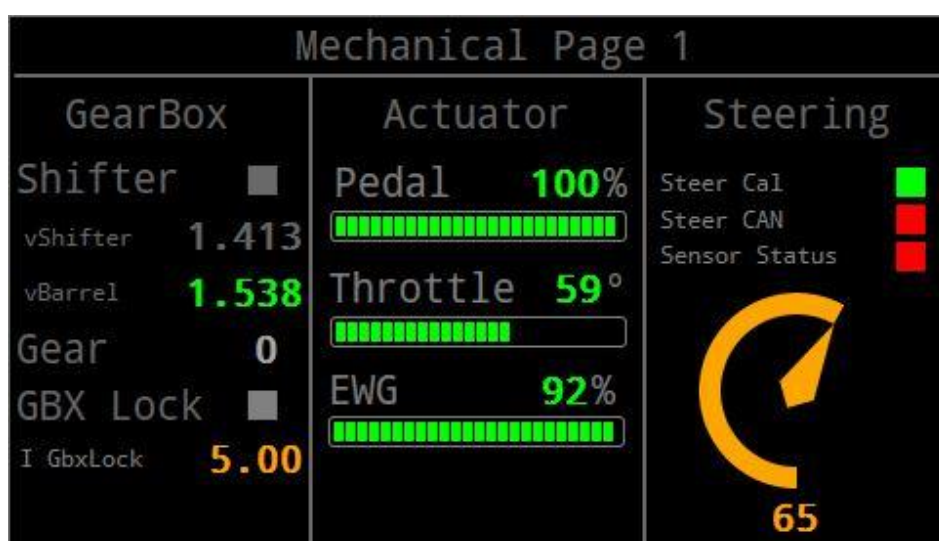 Mechanical Page 1
GearBox
Shifter
vShifter 1.413
vBarrel 1.538
Gear 0
GBX Lock
I GbxLock 5.00
Actuator
Pedal 100%
Throttle 59°
EWG 92%
Steering
Steer Cal
Steer CAN
Sensor Status
65